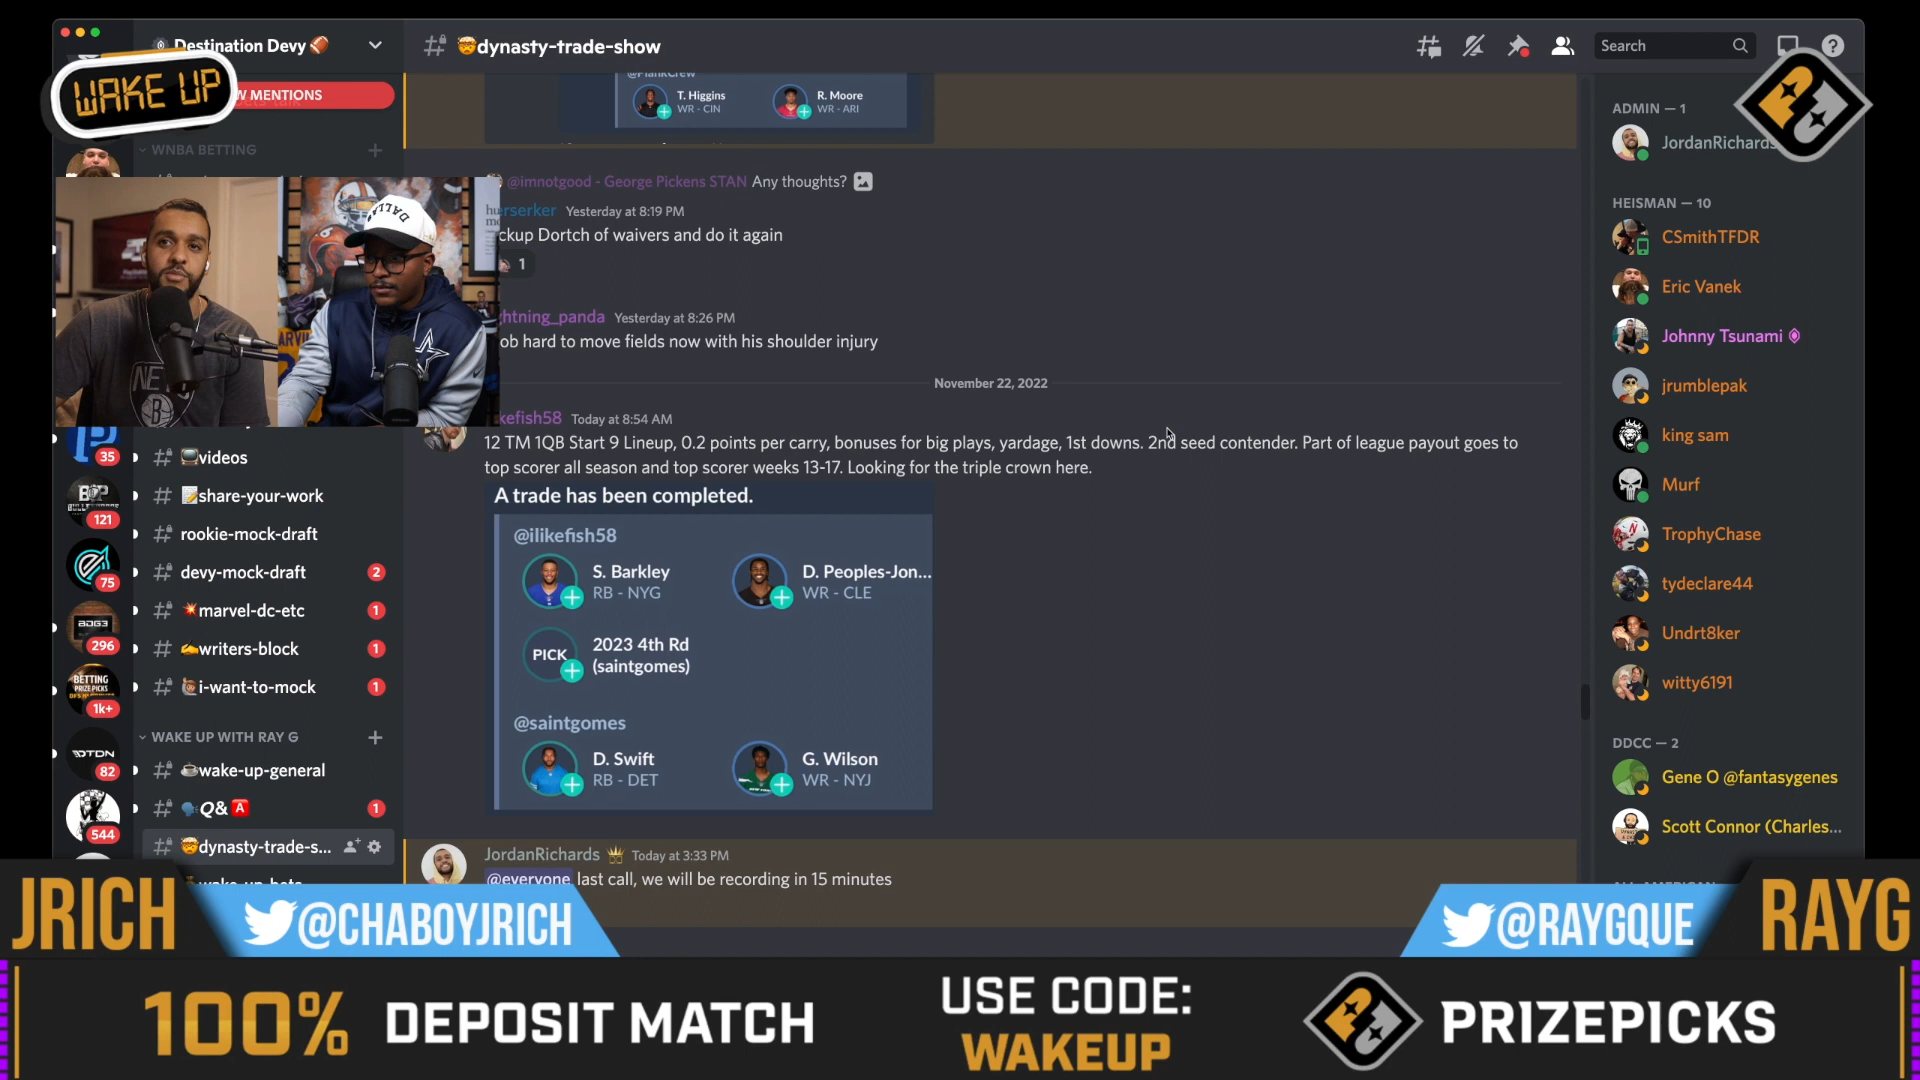 Destination Devy
dynasty-trade-show
Search
WAKE UP
W MENTIONS
WNBA BETTING
T. Higgins
WR - CIN
R. Moore
WR - ARI
@imnotgood - George Pickens STAN Any thoughts?
Yesterday at 8:19 PM
ckup Dortch of waivers and do it again
1
ghtning_panda Yesterday at 8:26 PM
ob hard to move fields now with his shoulder injury
November 22, 2022
kefish58 Today at 8:54 AM
12 TM 1QB Start 9 Lineup, 0.2 points per carry, bonuses for big plays, yardage, 1st downs. 2nd seed contender. Part of league payout goes to
top scorer all season and top scorer weeks 13-17. Looking for the triple crown here.
A trade has been completed.
@ilikefish58
S. Barkley
RB - NYG
D. Peoples-Jon...
WR - CLE
PICK
2023 4th Rd
(saintgomes)
@saintgomes
D. Swift
RB - DET
G. Wilson
WR - NYJ
JordanRichards Today at 3:33 PM
@everyone last call, we will be recording in 15 minutes
DALLAS
35
121
75
BDGE
296
BETTING
PRIZE PICKS
1k+
DTDN
82
544
# videos
# share-your-work
# rookie-mock-draft
# devy-mock-draft 2
# marvel-dc-etc 1
# writers-block 1
# i-want-to-mock 1
WAKE UP WITH RAY G
# wake-up-general
# Q& A 1
# dynasty-trade-s...
ADMIN — 1
JordanRichards
HEISMAN — 10
CSmithTFDR
Eric Vanek
Johnny Tsunami
jrumblepak
king sam
Murf
TrophyChase
tydeclare44
Undrt8ker
witty6191
DDCC — 2
Gene O @fantasygenes
Scott Connor (Charles...
JRICH
@CHABOYJRICH
@RAYGQUE
RAYG
100% DEPOSIT MATCH
USE CODE:
WAKEUP
PRIZEPICKS